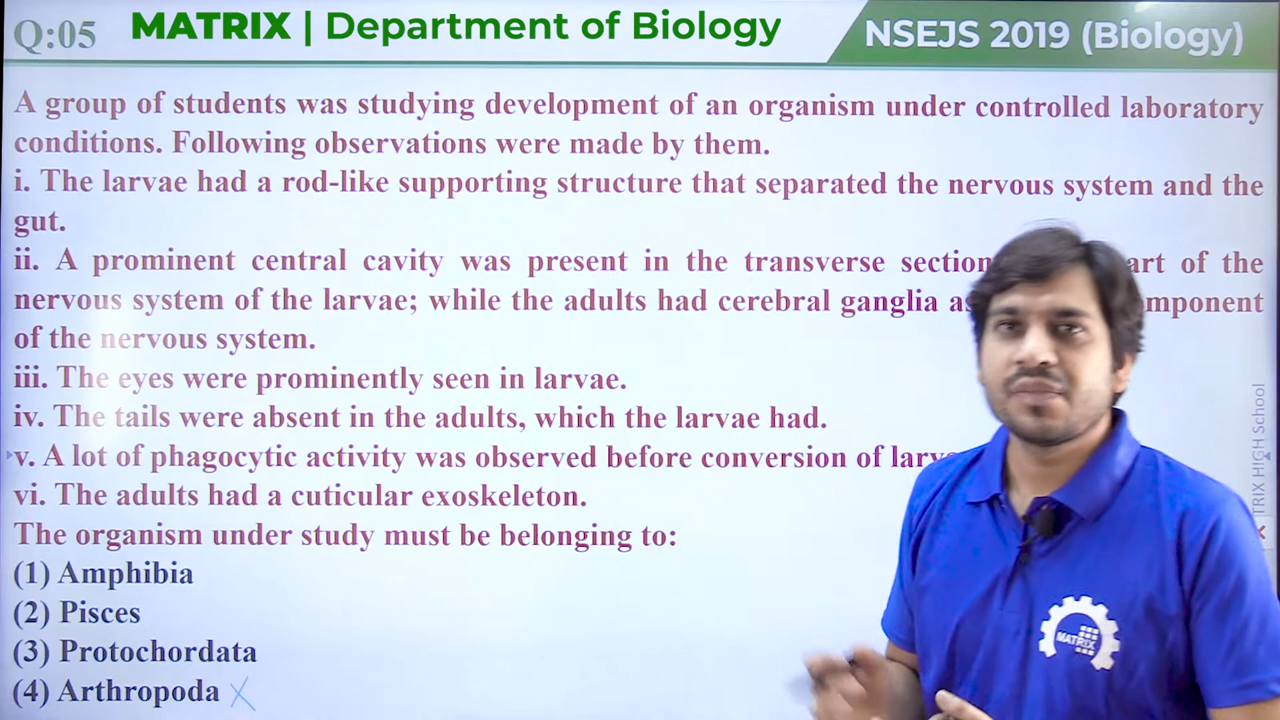 Q:05 MATRIX | Department of Biology NSEJS 2019 (Biology)
A group of students was studying development of an organism under controlled laboratory
conditions. Following observations were made by them.
i. The larvae had a rod-like supporting structure that separated the nervous system and the
gut.
ii. A prominent central cavity was present in the transverse section of the
nervous system of the larvae; while the adults had cerebral ganglia
of the nervous system.
iii. The eyes were prominently seen in larvae.
iv. The tails were absent in the adults, which the larvae had.
v. A lot of phagocytic activity was observed before conversion of
vi. The adults had a cuticular exoskeleton.
The organism under study must be belonging to:
(1) Amphibia
(2) Pisces
(3) Protochordata
(4) Arthropoda X
TRIX HIGH School
MATRIX